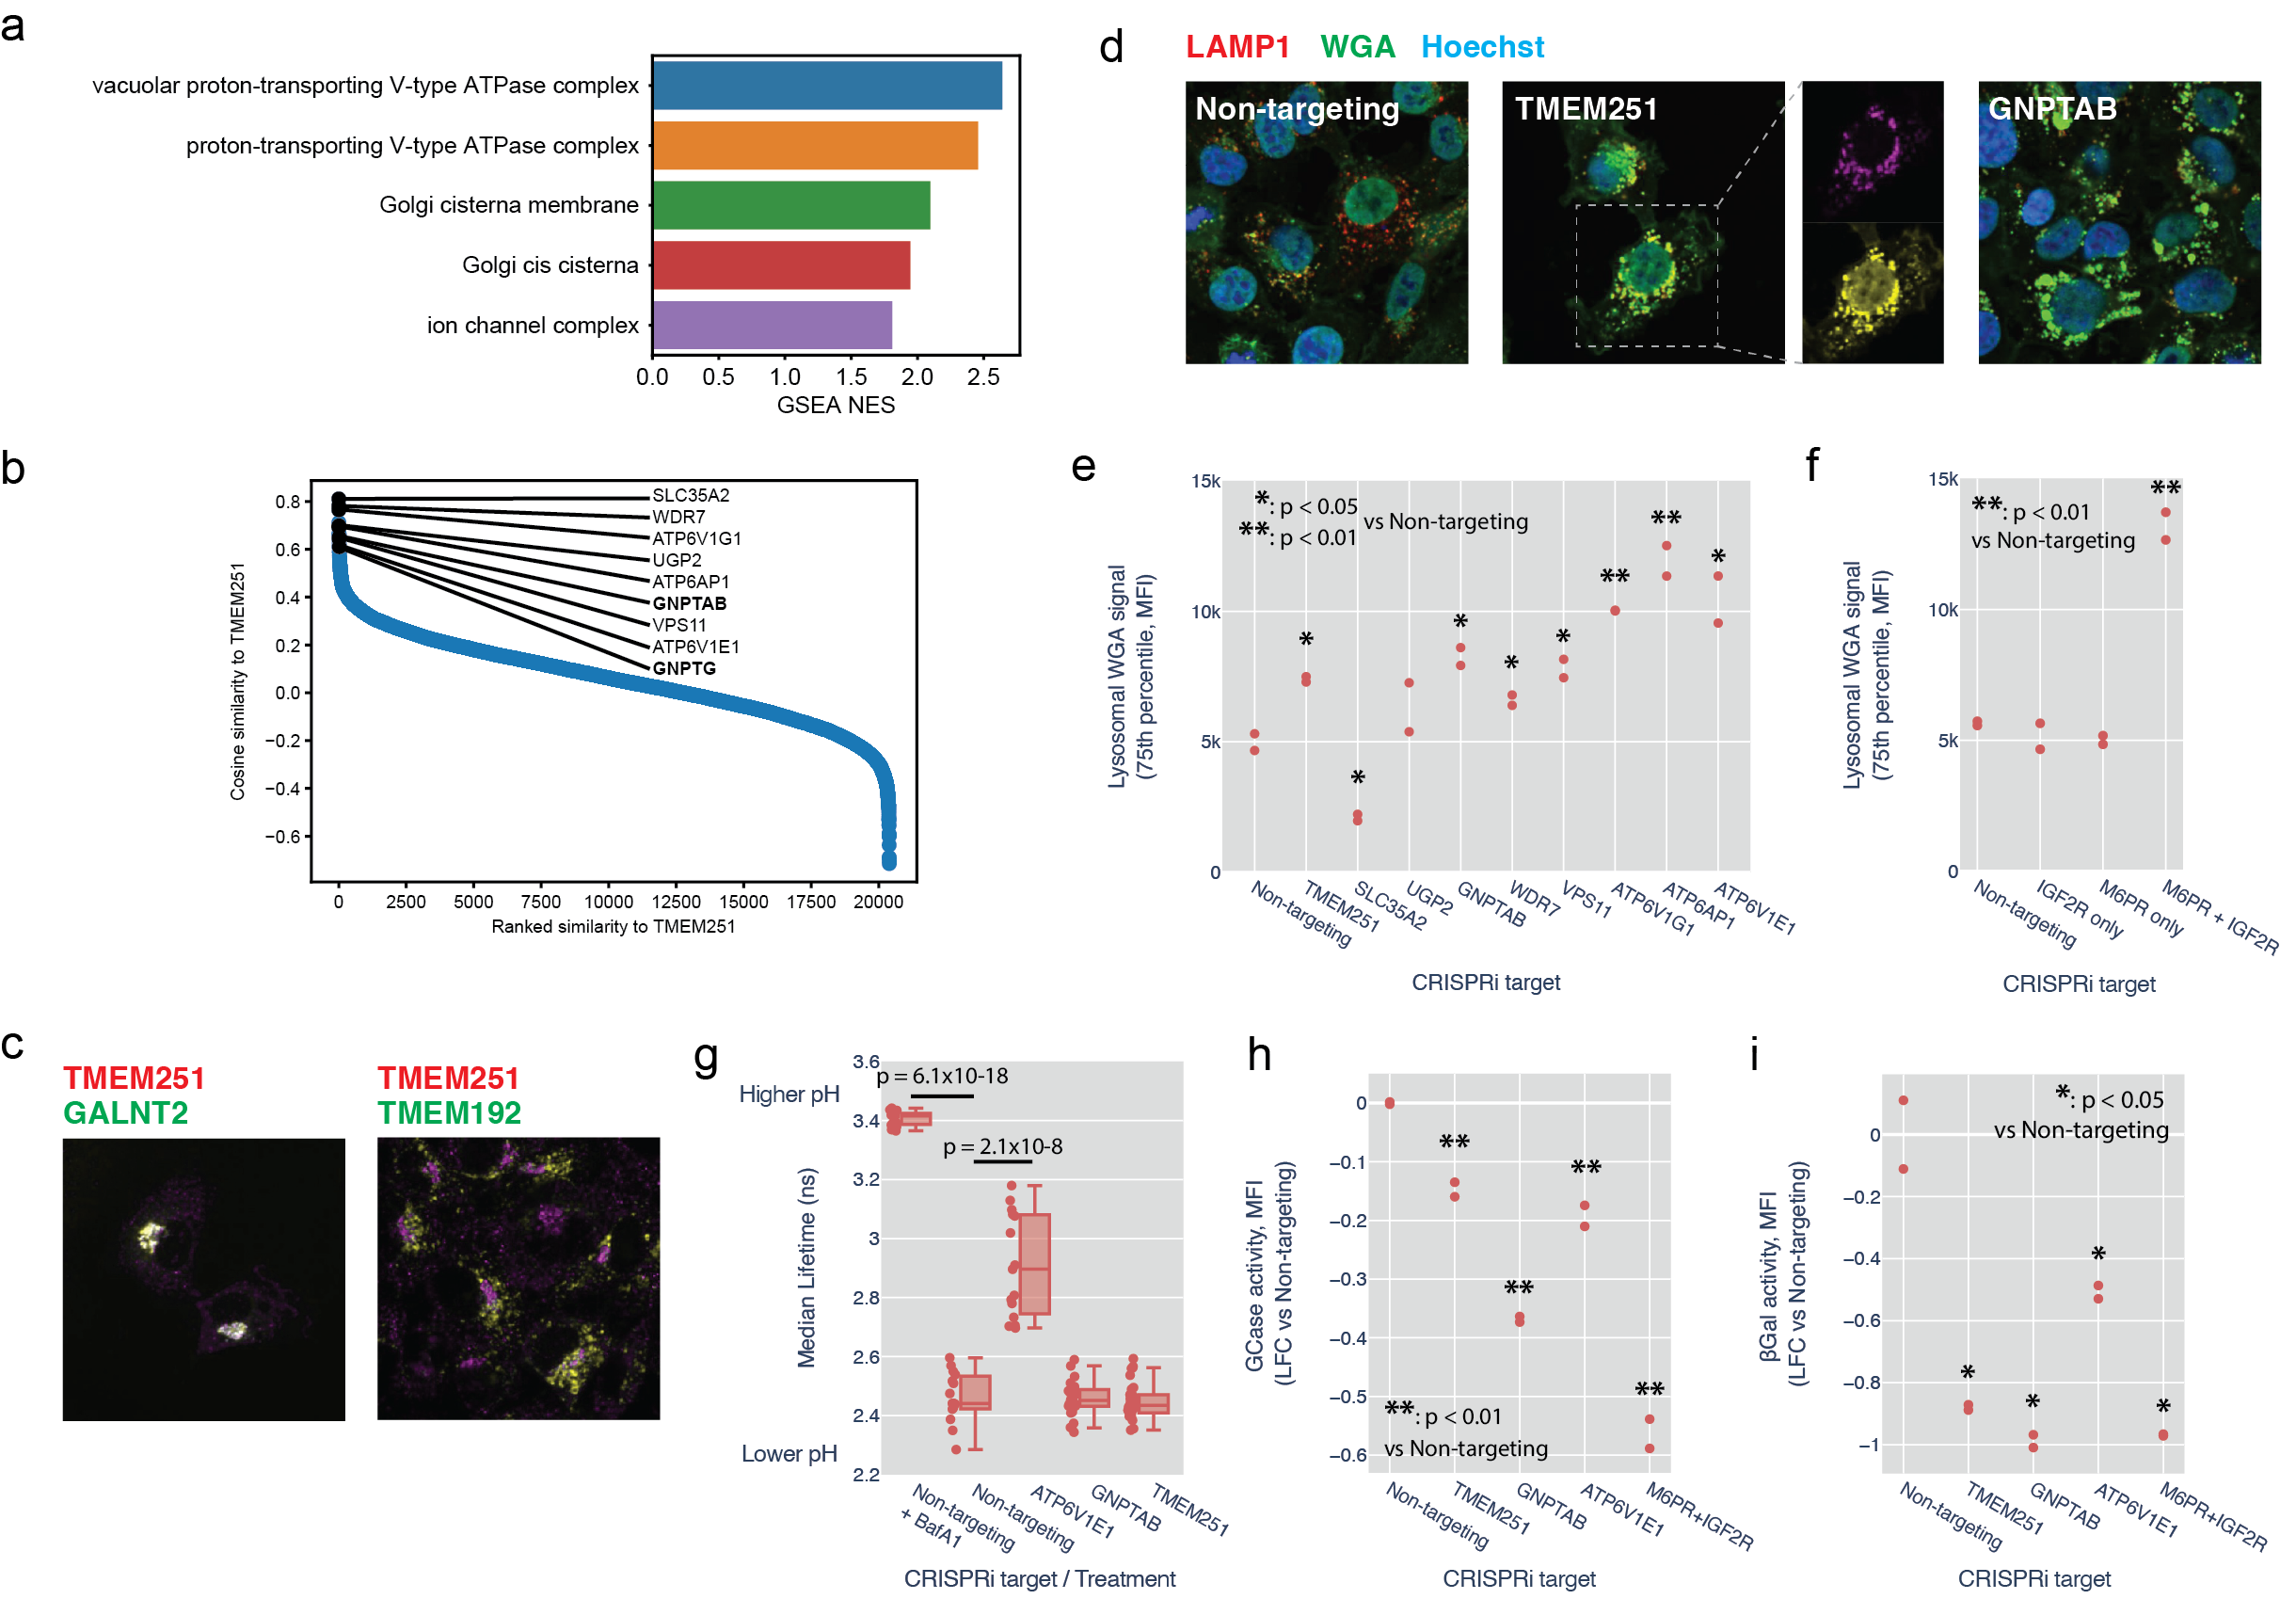 a
vacuolar proton-transporting V-type ATPase complex
proton-transporting V-type ATPase complex
Golgi cisterna membrane
Golgi cis cisterna
ion channel complex
0.0 0.5 1.0 1.5 2.0 2.5
GSEA NES
b
Cosine similarity to TMEM251
0.8
0.6
0.4
0.2
0.0
−0.2
−0.4
−0.6
SLC35A2
WDR7
ATP6V1G1
UGP2
ATP6AP1
GNPTAB
VPS11
ATP6V1E1
GNPTG
0 2500 5000 7500 10000 12500 15000 17500 20000
Ranked similarity to TMEM251
c
TMEM251
GALNT2
TMEM251
TMEM192
d
LAMP1 WGA Hoechst
Non-targeting
TMEM251
GNPTAB
e
Lysosomal WGA signal
(75th percentile, MFI)
15k
10k
5k
0
*: p < 0.05
**: p < 0.01
vs Non-targeting
*
*
*
*
*
**
**
*
Non-targeting
TMEM251
SLC35A2
UGP2
GNPTAB
WDR7
VPS11
ATP6V1G1
ATP6AP1
ATP6V1E1
CRISPRi target
f
Lysosomal WGA signal
(75th percentile, MFI)
15k
10k
5k
0
**: p < 0.01
vs Non-targeting
**
Non-targeting
IGF2R only
M6PR only
M6PR + IGF2R
CRISPRi target
g
Higher pH
Median Lifetime (ns)
Lower pH
3.6
3.4
3.2
3
2.8
2.6
2.4
2.2
p = 6.1x10-18
p = 2.1x10-8
Non-targeting
+ BafA1
Non-targeting
ATP6V1E1
GNPTAB
TMEM251
CRISPRi target / Treatment
h
GCase activity, MFI
(LFC vs Non-targeting)
0
−0.1
−0.2
−0.3
−0.4
−0.5
−0.6
**
**
**
**
**: p < 0.01
vs Non-targeting
Non-targeting
TMEM251
GNPTAB
ATP6V1E1
M6PR+IGF2R
CRISPRi target
i
βGal activity, MFI
(LFC vs Non-targeting)
0
−0.2
−0.4
−0.6
−0.8
−1
*: p < 0.05
vs Non-targeting
*
*
*
*
Non-targeting
TMEM251
GNPTAB
ATP6V1E1
M6PR+IGF2R
CRISPRi target